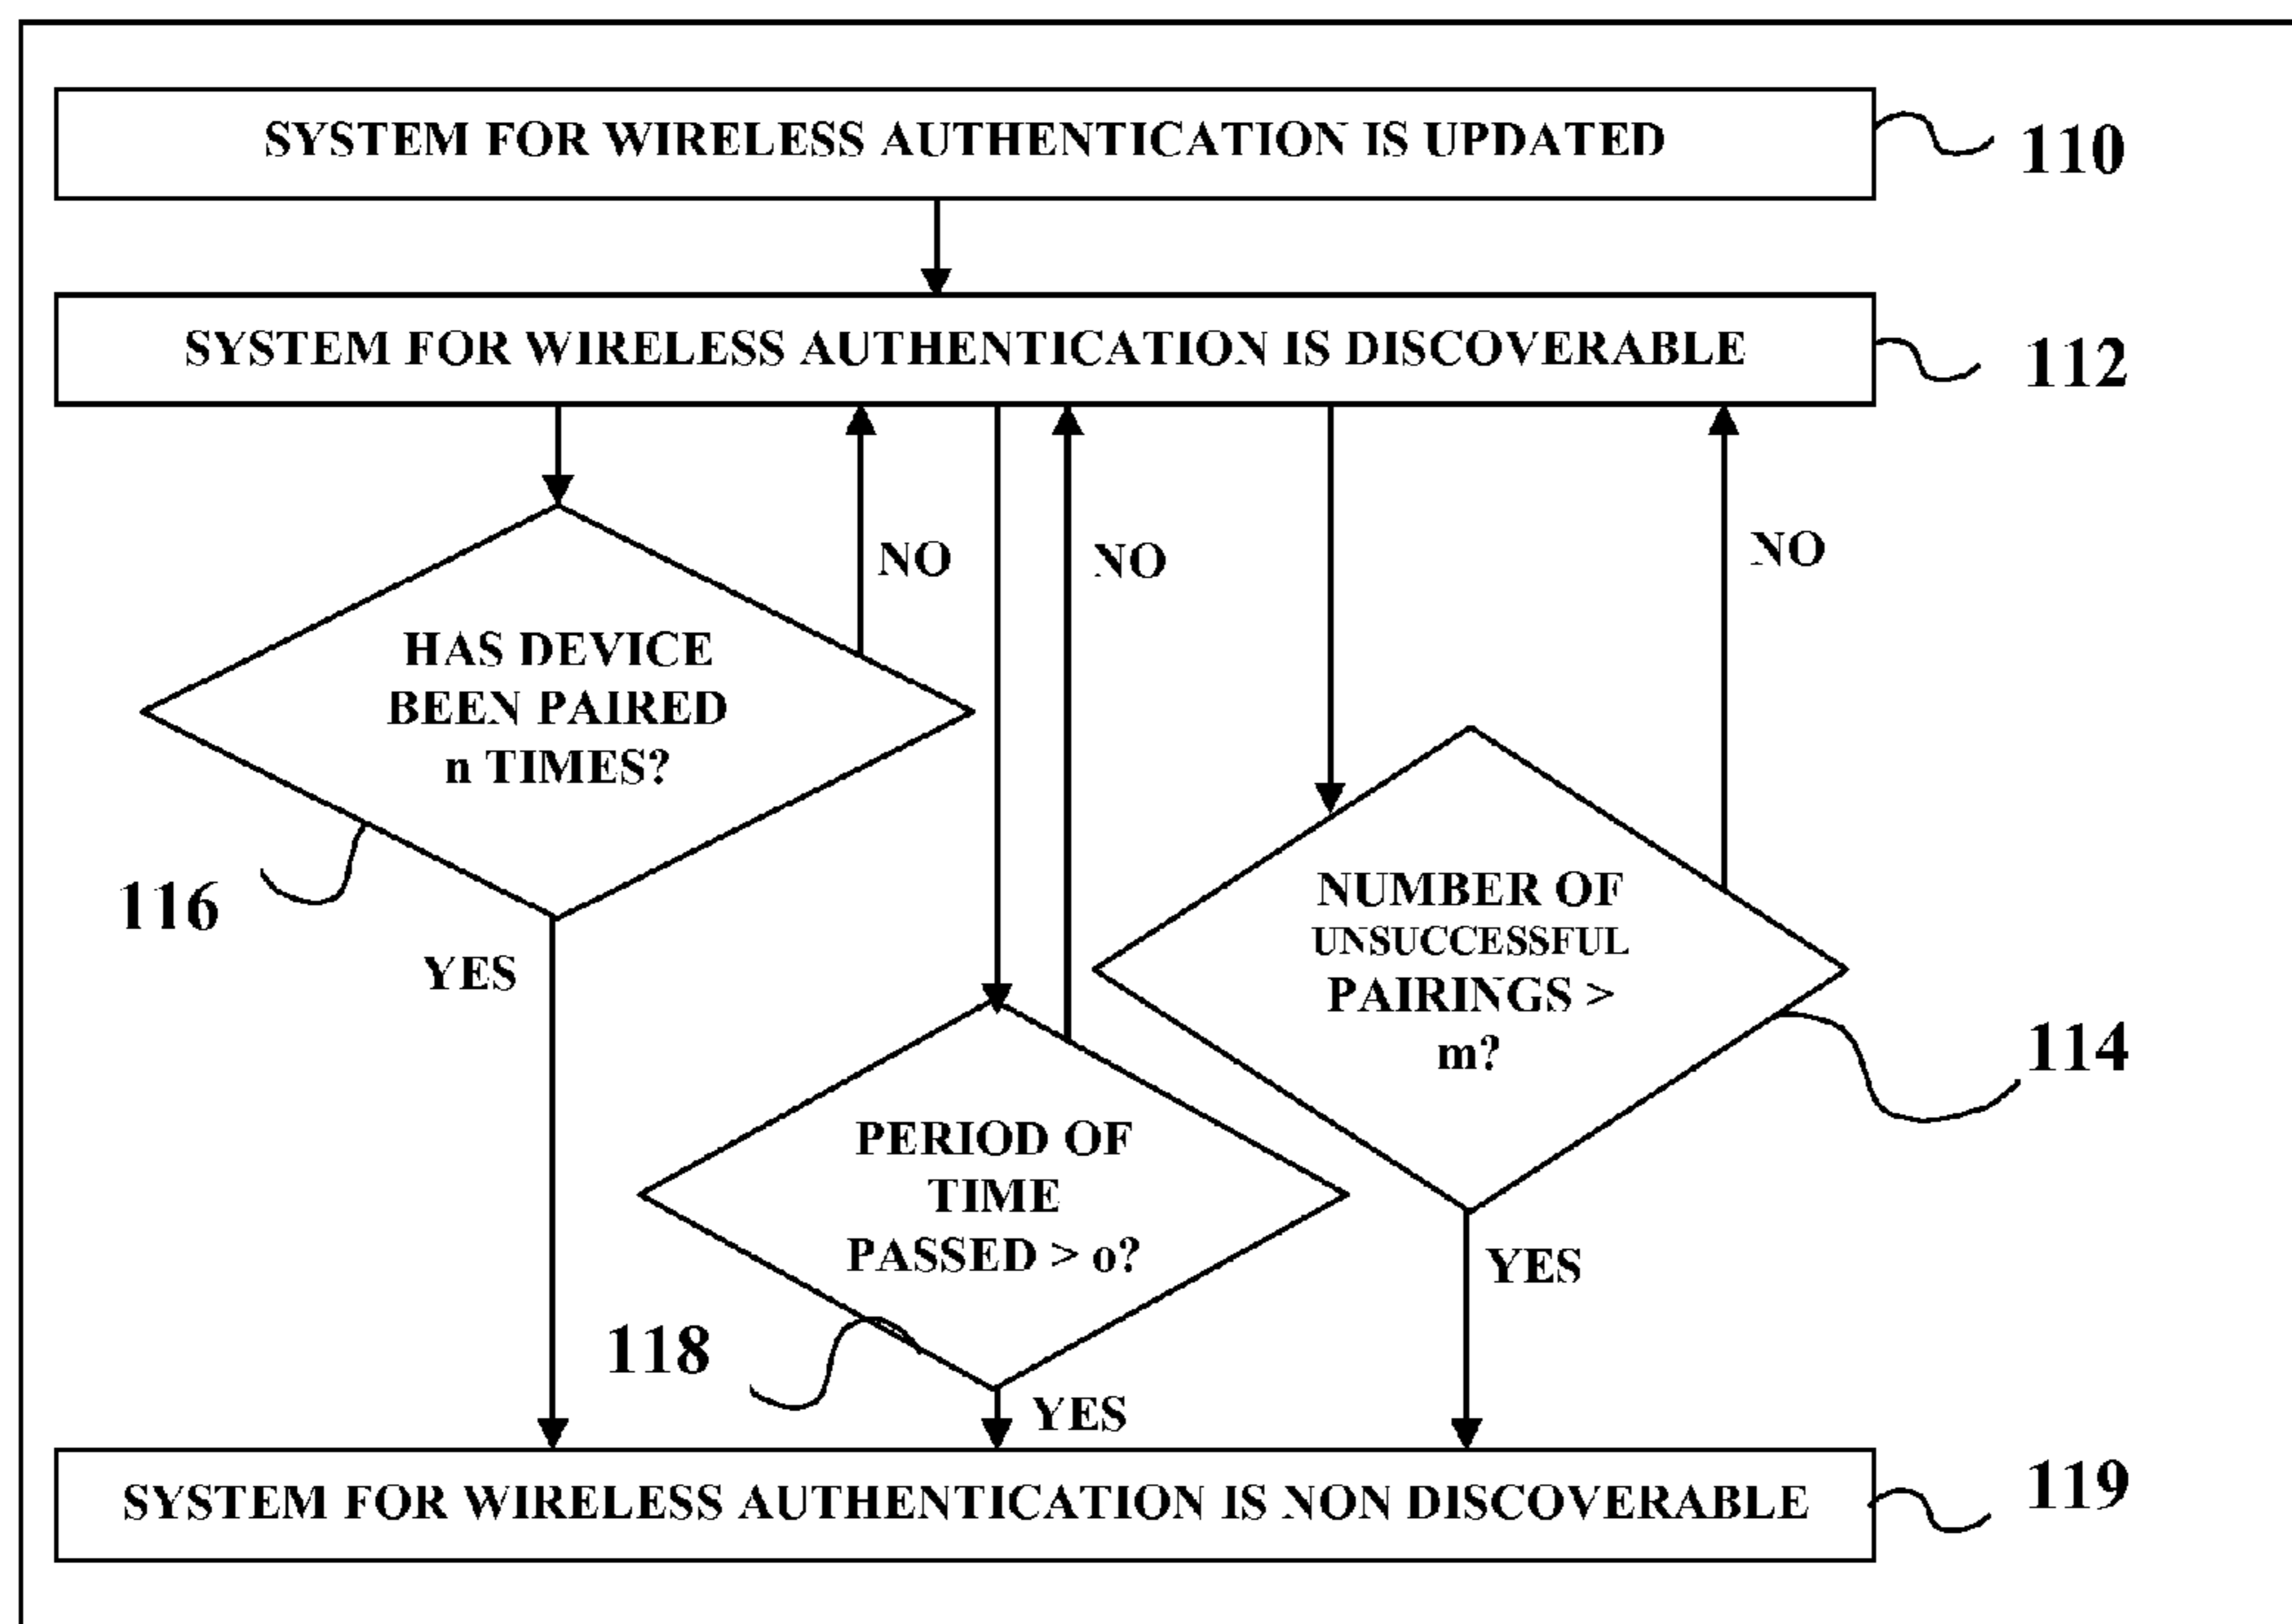 SYSTEM FOR WIRELESS AUTHENTICATION IS UPDATED
110
SYSTEM FOR WIRELESS AUTHENTICATION IS DISCOVERABLE
112
NO
NO
NO
HAS DEVICE
BEEN PAIRED
n TIMES?
116
YES
NUMBER OF
UNSUCCESSFUL
PAIRINGS >
m?
114
PERIOD OF
TIME
PASSED > o?
118
YES
YES
SYSTEM FOR WIRELESS AUTHENTICATION IS NON DISCOVERABLE
119